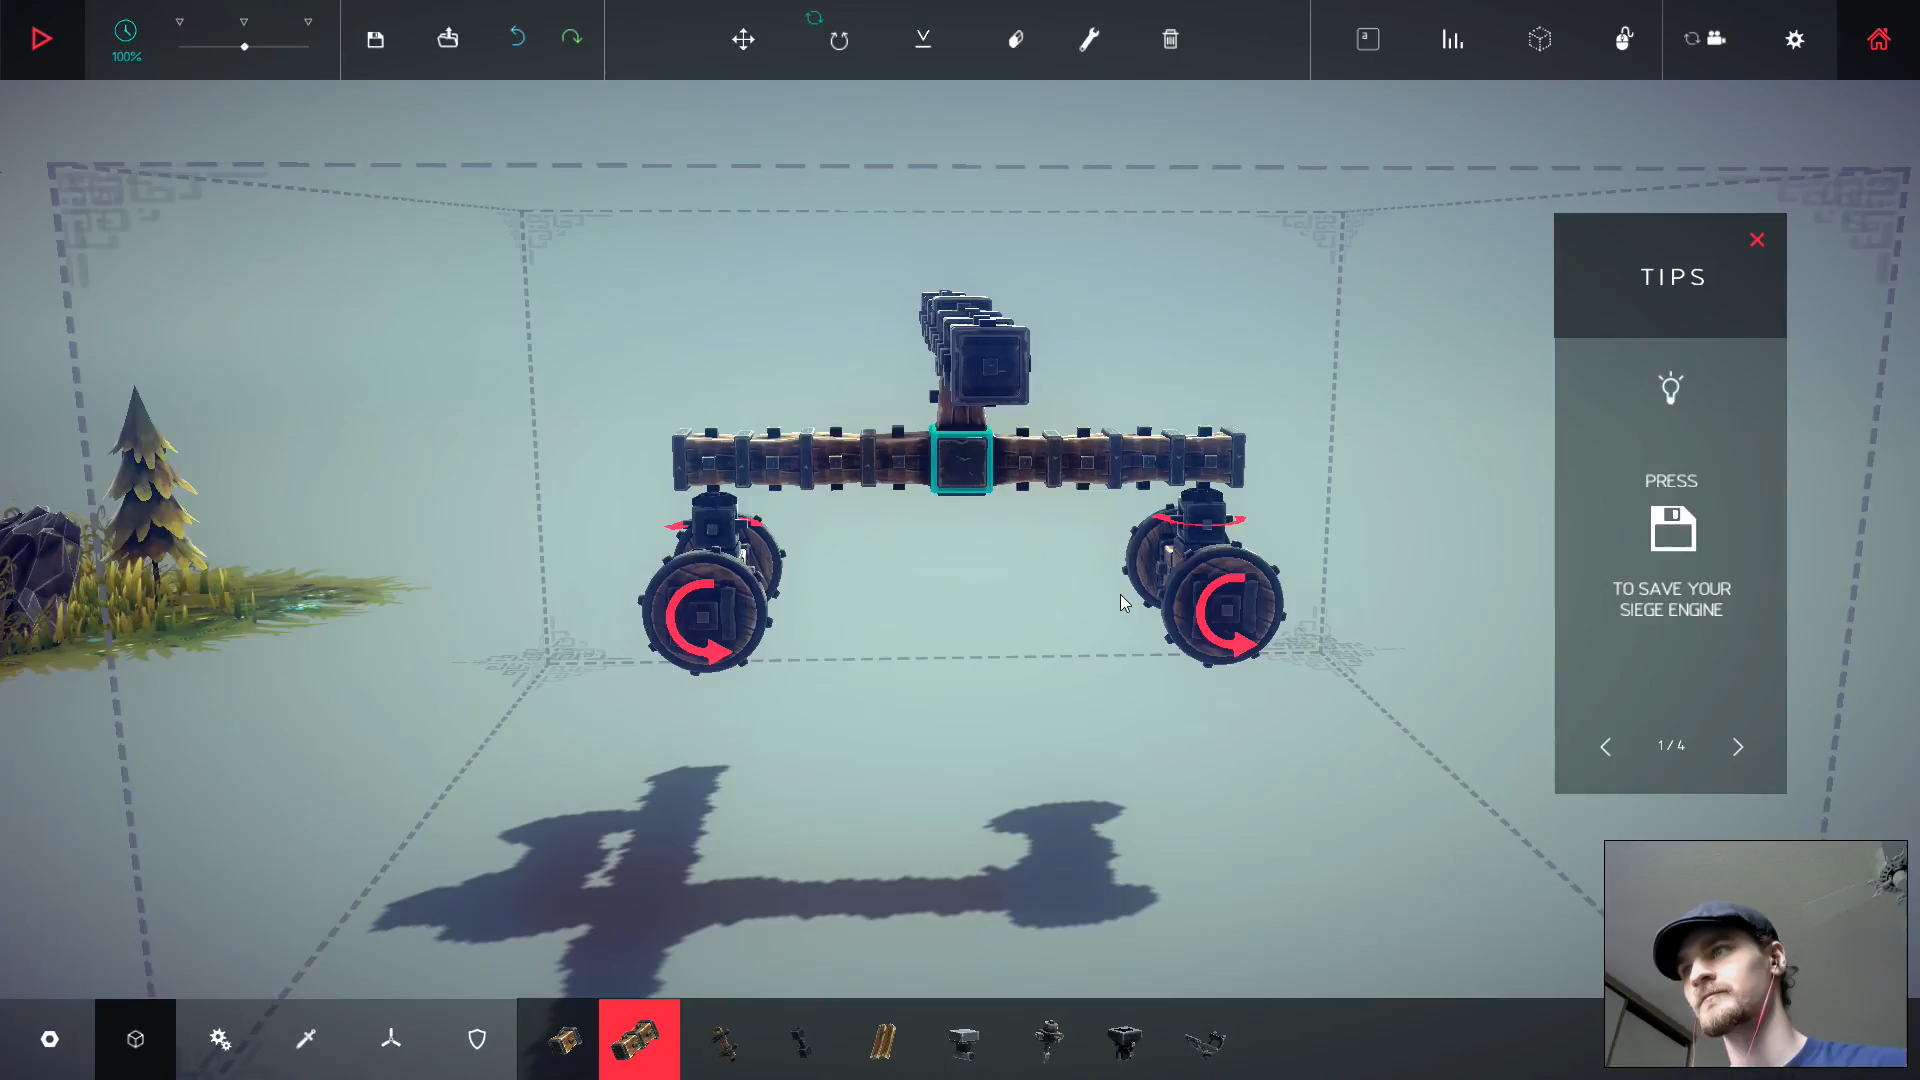 100%
a
TIPS
PRESS
TO SAVE YOUR
SIEGE ENGINE
1/4